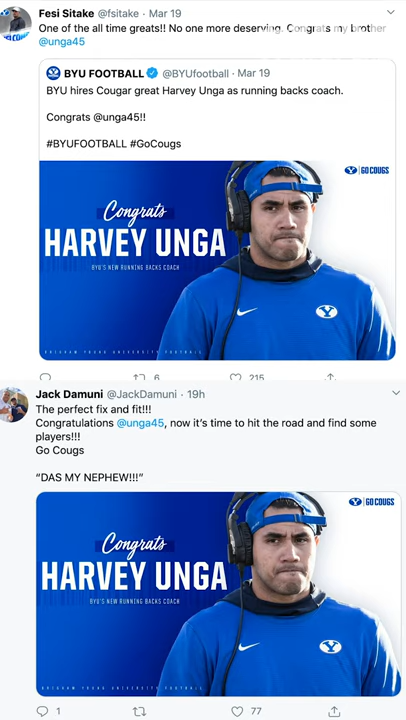 Fesi Sitake @fsitake · Mar 19
One of the all time greats!! No one more deserving. Congrats my brother
@unga45
BYU FOOTBALL @BYUfootball · Mar 19
BYU hires Cougar great Harvey Unga as running backs coach.
Congrats @unga45!!
#BYUFOOTBALL #GoCougs
Y GO COUGS
Congrats
HARVEY UNGA
BYU'S NEW RUNNING BACKS COACH
Y
BRIGHAM YOUNG UNIVERSITY FOOTBALL
6 215
Jack Damuni @JackDamuni · 19h
The perfect fix and fit!!!
Congratulations @unga45, now it's time to hit the road and find some
players!!!
Go Cougs
“DAS MY NEPHEW!!!”
Y GO COUGS
Congrats
HARVEY UNGA
BYU'S NEW RUNNING BACKS COACH
Y
BRIGHAM YOUNG UNIVERSITY FOOTBALL
1 77